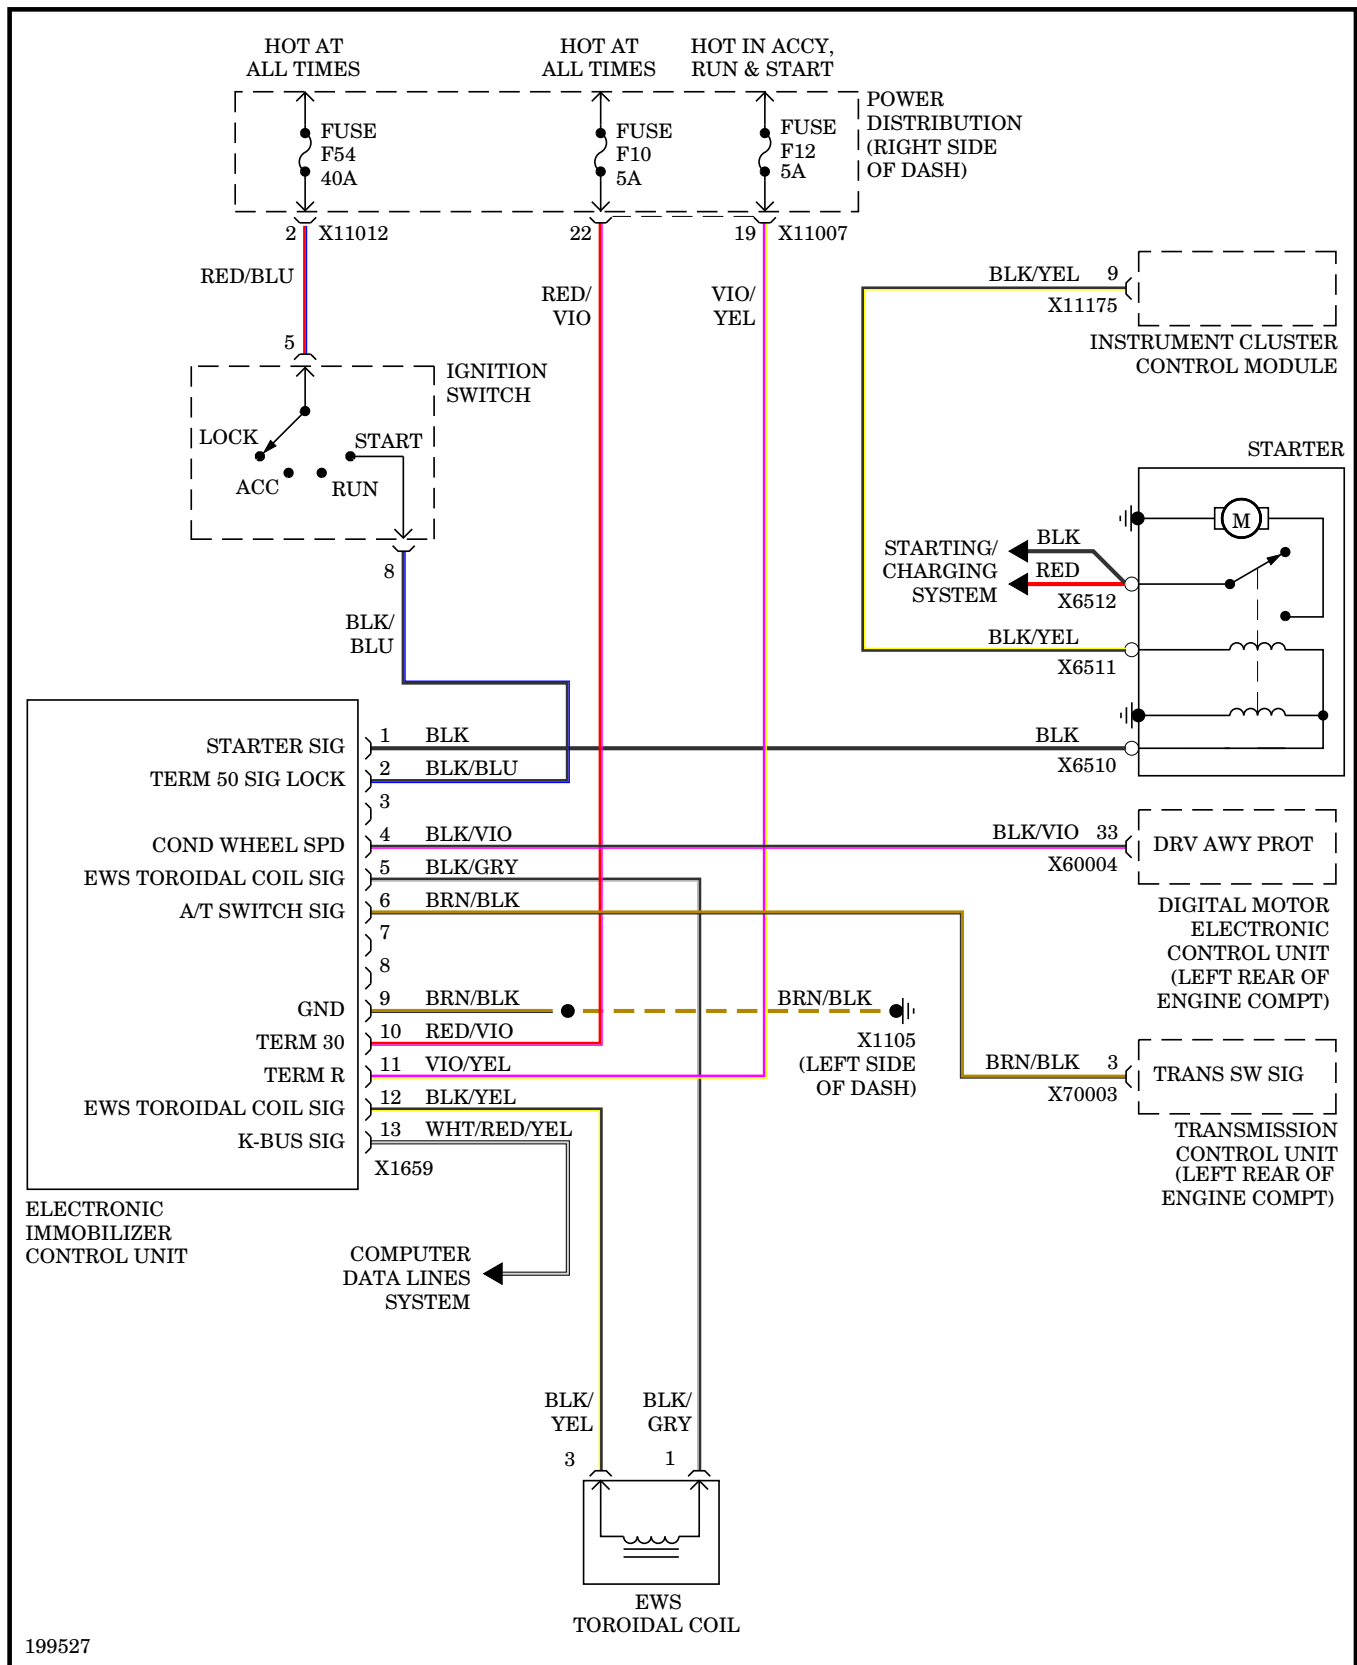 HOT AT
ALL TIMES
HOT AT
ALL TIMES
HOT IN ACCY,
RUN & START
POWER
DISTRIBUTION
(RIGHT SIDE
OF DASH)
FUSE
F54
40A
FUSE
F10
5A
FUSE
F12
5A
2 X11012
22
19 X11007
RED/BLU
RED/
VIO
VIO/
YEL
BLK/YEL 9
X11175
INSTRUMENT CLUSTER
CONTROL MODULE
5
IGNITION
SWITCH
LOCK
START
ACC
RUN
8
BLK/
BLU
STARTER
M
STARTING/
CHARGING
SYSTEM
BLK
RED
X6512
BLK/YEL
X6511
BLK
X6510
STARTER SIG 1 BLK
TERM 50 SIG LOCK 2 BLK/BLU
3
COND WHEEL SPD 4 BLK/VIO
EWS TOROIDAL COIL SIG 5 BLK/GRY
A/T SWITCH SIG 6 BRN/BLK
7
8
GND 9 BRN/BLK
TERM 30 10 RED/VIO
TERM R 11 VIO/YEL
EWS TOROIDAL COIL SIG 12 BLK/YEL
K-BUS SIG 13 WHT/RED/YEL
X1659
ELECTRONIC
IMMOBILIZER
CONTROL UNIT
BLK/VIO 33
X60004
DRV AWY PROT
DIGITAL MOTOR
ELECTRONIC
CONTROL UNIT
(LEFT REAR OF
ENGINE COMPT)
BRN/BLK
X1105
(LEFT SIDE
OF DASH)
BRN/BLK 3
X70003
TRANS SW SIG
TRANSMISSION
CONTROL UNIT
(LEFT REAR OF
ENGINE COMPT)
COMPUTER
DATA LINES
SYSTEM
BLK/
YEL
BLK/
GRY
3
1
EWS
TOROIDAL COIL
199527